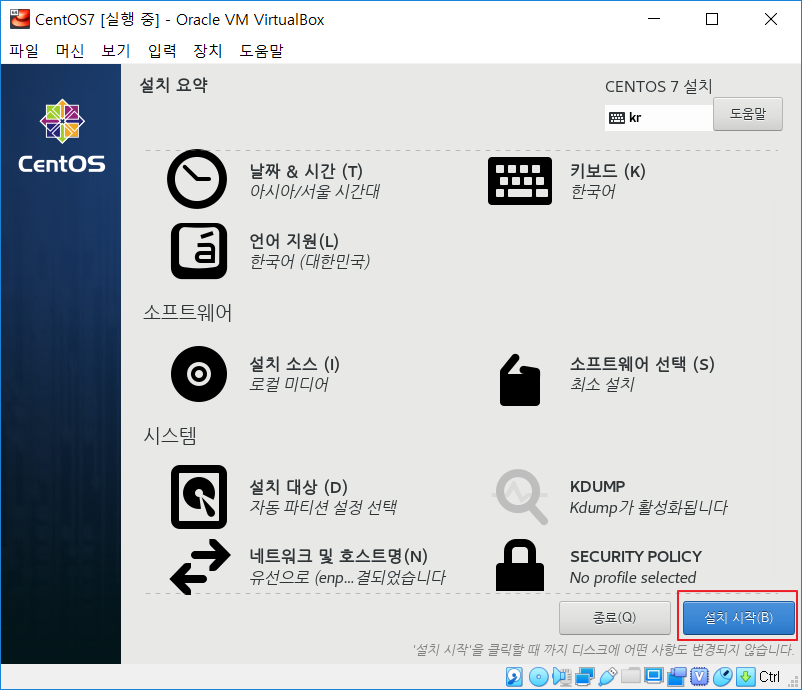 CentOS7 [실행 중] - Oracle VM VirtualBox
파일 머신 보기 입력 장치 도움말
CentOS
설치 요약
CENTOS 7 설치
kr
도움말
날짜 & 시간 (T)
아시아/서울 시간대
키보드 (K)
한국어
언어 지원(L)
한국어 (대한민국)
소프트웨어
설치 소스 (I)
로컬 미디어
소프트웨어 선택 (S)
최소 설치
시스템
설치 대상 (D)
자동 파티션 설정 선택
KDUMP
Kdump가 활성화됩니다
네트워크 및 호스트명(N)
유선으로 (enp...결되었습니다
SECURITY POLICY
No profile selected
종료(Q)
설치 시작(B)
'설치 시작'을 클릭할 때 까지 디스크에 어떤 사항도 변경되지 않습니다.
Ctrl